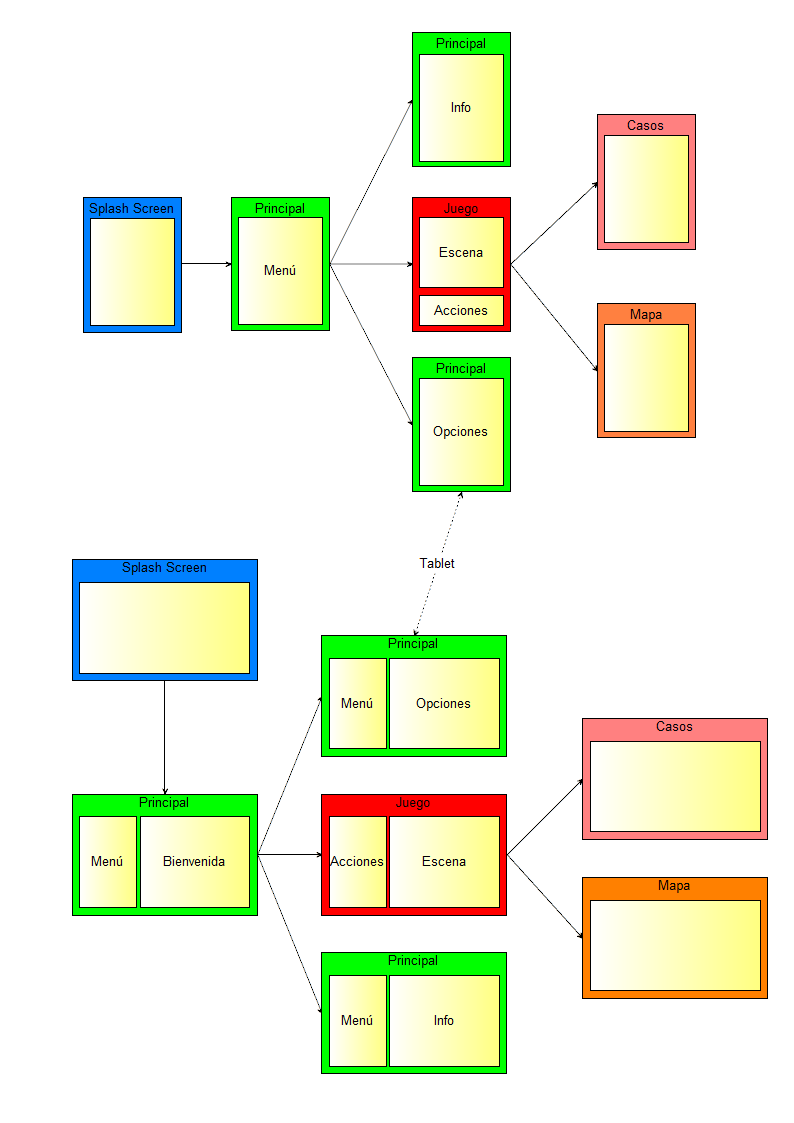 Principal
Info
Casos
Splash Screen
Principal
Menú
Juego
Escena
Acciones
Mapa
Principal
Opciones
Tablet
Splash Screen
Principal
Menú
Opciones
Casos
Principal
Menú
Bienvenida
Juego
Acciones
Escena
Mapa
Principal
Menú
Info